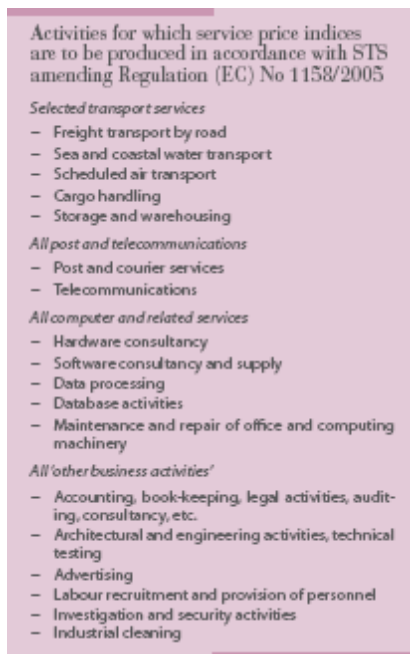 Activities for which service price indices
are to be produced in accordance with STS
amending Regulation (EC) No 1158/2005
Selected transport services
– Freight transport by road
– Sea and coastal water transport
– Scheduled air transport
– Cargo handling
– Storage and warehousing
All post and telecommunications
– Post and courier services
– Telecommunications
All computer and related services
– Hardware consultancy
– Software consultancy and supply
– Data processing
– Database activities
– Maintenance and repair of office and computing
machinery
All ‘other business activities’
– Accounting, book-keeping, legal activities, audit-
ing, consultancy, etc.
– Architectural and engineering activities, technical
testing
– Advertising
– Labour recruitment and provision of personnel
– Investigation and security activities
– Industrial cleaning